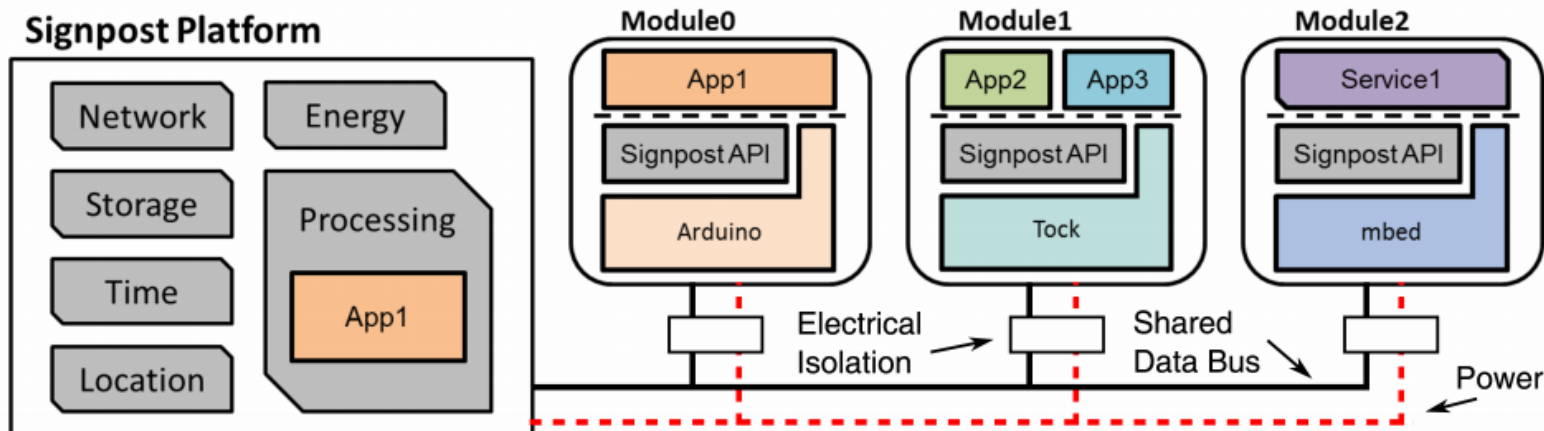 Signpost Platform
Network
Energy
Storage
Processing
Time
App1
Location
Module0
App1
Signpost API
Arduino
Module1
App2
App3
Signpost API
Tock
Module2
Service1
Signpost API
mbed
Electrical
Isolation
Shared
Data Bus
Power